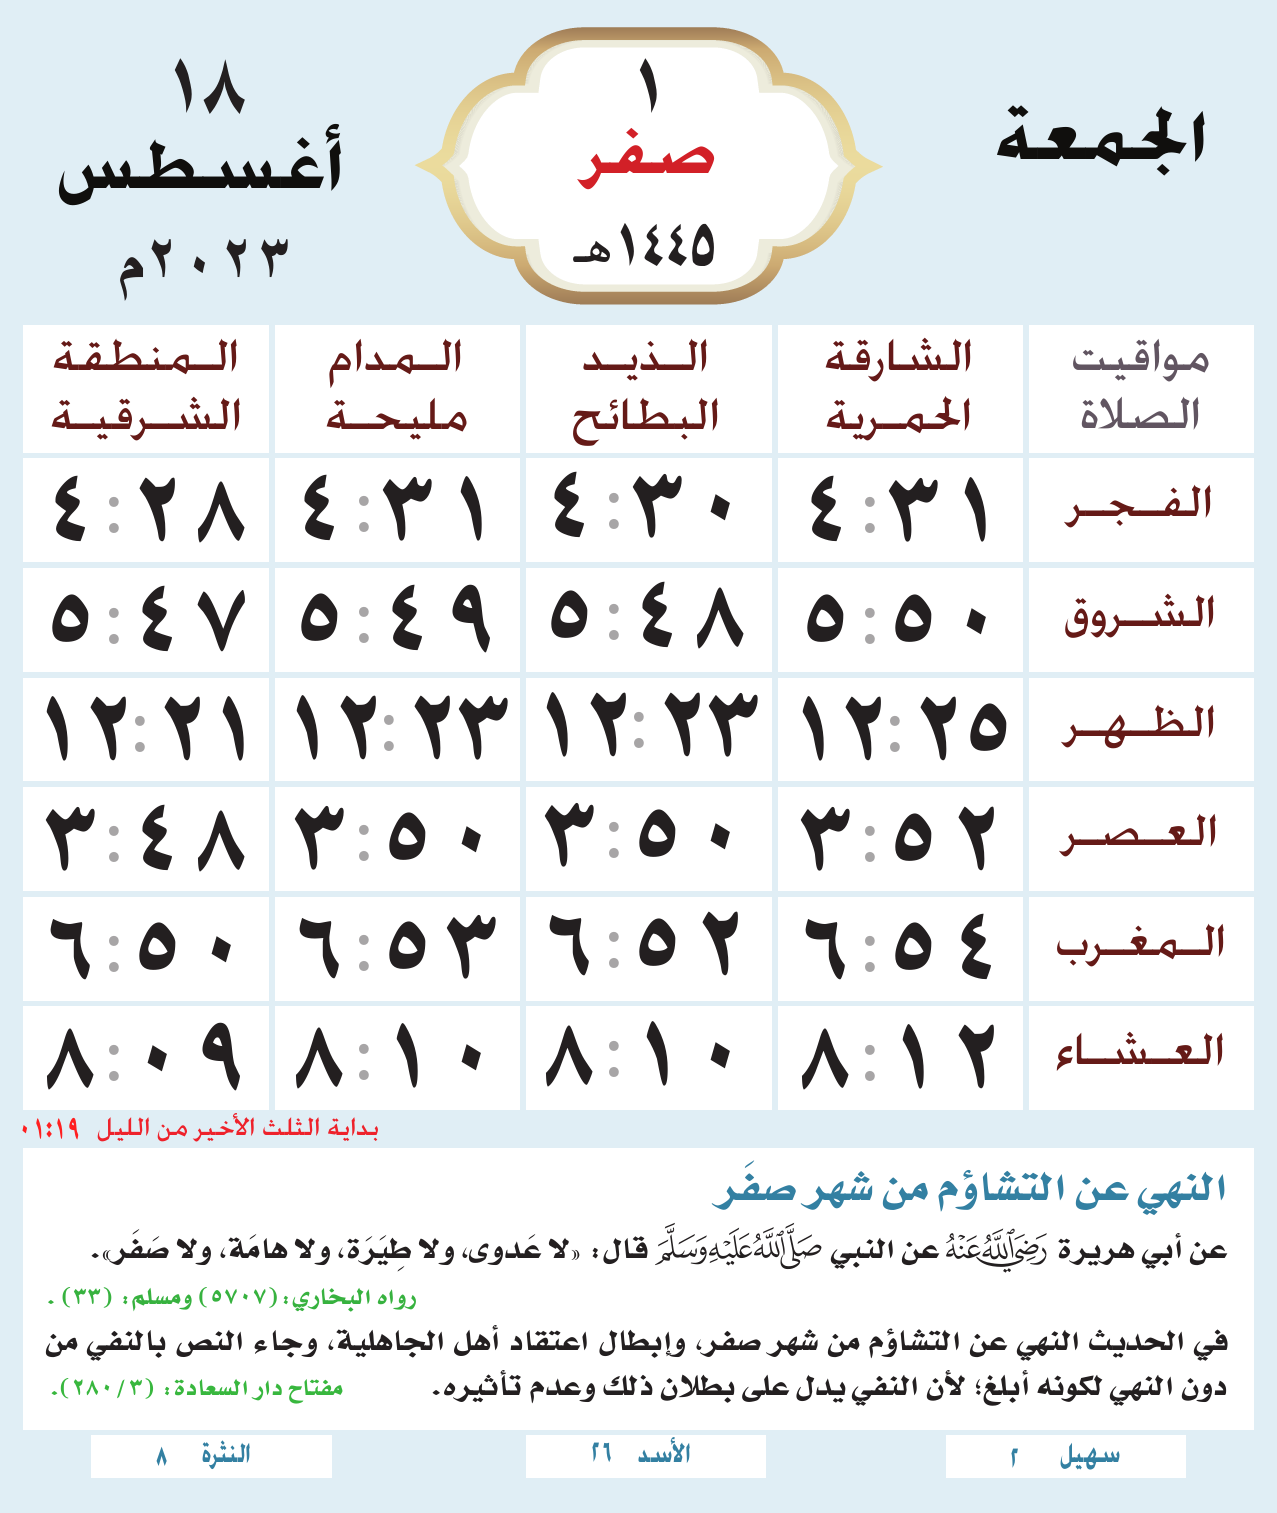 الجمعة
١
صفر
١٤٤٥هـ
١٨
أغسطس
٢٠٢٣م
مواقيت الصلاة	الشارقة الحمرية	الذيد البطائح	المدام مليحة	المنطقة الشرقية
الفجر	٤:٣١	٤:٣٠	٤:٣١	٤:٢٨
الشروق	٥:٥٠	٥:٤٨	٥:٤٩	٥:٤٧
الظهر	١٢:٢٥	١٢:٢٣	١٢:٢٣	١٢:٢١
العصر	٣:٥٢	٣:٥٠	٣:٥٠	٣:٤٨
المغرب	٦:٥٤	٦:٥٢	٦:٥٣	٦:٥٠
العشاء	٨:١٢	٨:١٠	٨:١٠	٨:٠٩
بداية الثلث الأخير من الليل ٠١:١٩
النهي عن التشاؤم من شهر صفَر
عن أبي هريرة رَضِيَ اللَّهُ عَنْهُ عن النبي صَلَّى اللَّهُ عَلَيْهِ وَسَلَّمَ قال: «لا عَدوى، ولا طِيَرَة، ولا هامَة، ولا صَفَر».
رواه البخاري: (٥٧٠٧) ومسلم: (٣٣) .
في الحديث النهي عن التشاؤم من شهر صفر، وإبطال اعتقاد أهل الجاهلية، وجاء النص بالنفي من
دون النهي لكونه أبلغ؛ لأن النفي يدل على بطلان ذلك وعدم تأثيره. مفتاح دار السعادة: (٢٨٠/٣).
سهيل ٢	الأسد ٢٦	النثرة ٨